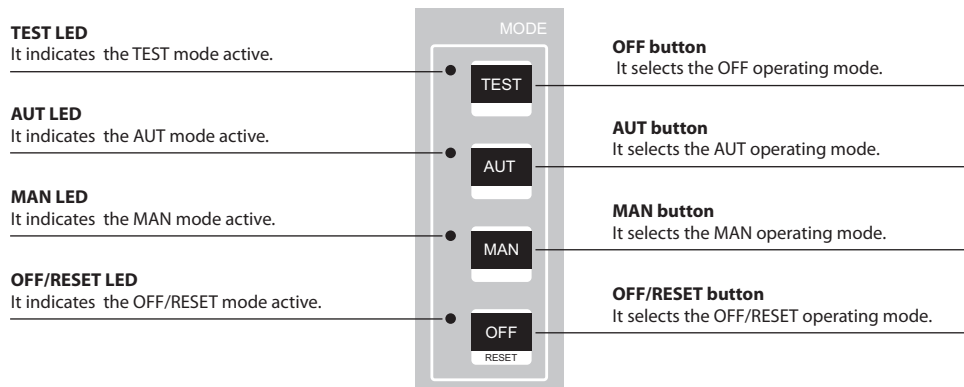 TEST LED
It indicates the TEST mode active.
AUT LED
It indicates the AUT mode active.
MAN LED
It indicates the MAN mode active.
OFF/RESET LED
It indicates the OFF/RESET mode active.
MODE
TEST
AUT
MAN
OFF
RESET
OFF button
It selects the OFF operating mode.
AUT button
It selects the AUT operating mode.
MAN button
It selects the MAN operating mode.
OFF/RESET button
It selects the OFF/RESET operating mode.